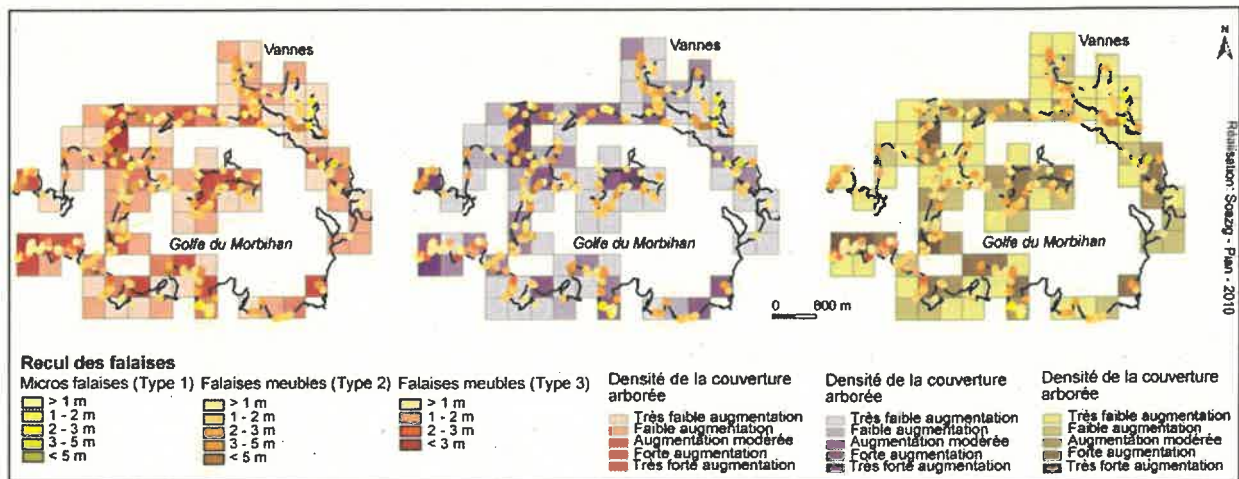 Vannes
Vannes
Vannes
N
Golfe du Morbihan
Golfe du Morbihan
Golfe du Morbihan
0 800 m
Réalisation: Soazig - Pian - 2010
Recul des falaises
Micros falaises (Type 1)
> 1 m
1 - 2 m
2 - 3 m
3 - 5 m
< 5 m
Falaises meubles (Type 2)
> 1 m
1 - 2 m
2 - 3 m
3 - 5 m
< 5 m
Falaises meubles (Type 3)
> 1 m
1 - 2 m
2 - 3 m
< 3 m
Densité de la couverture
arborée
Très faible augmentation
Faible augmentation
Augmentation modérée
Forte augmentation
Très forte augmentation
Densité de la couverture
arborée
Très faible augmentation
Faible augmentation
Augmentation modérée
Forte augmentation
Très forte augmentation
Densité de la couverture
arborée
Très faible augmentation
Faible augmentation
Augmentation modérée
Forte augmentation
Très forte augmentation